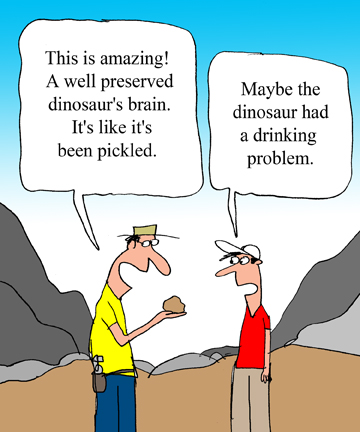 This is amazing!
A well preserved
dinosaur's brain.
It's like it's
been pickled.
Maybe the
dinosaur had
a drinking
problem.